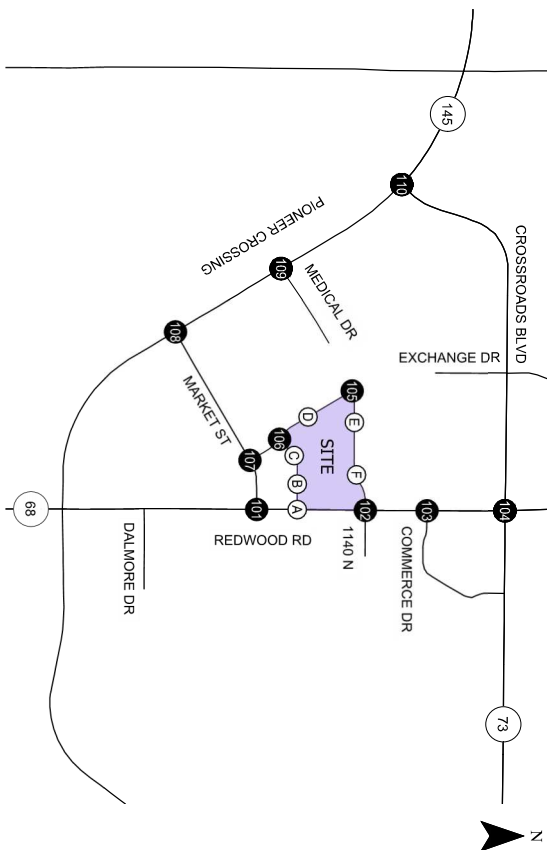 145
110
PIONEER CROSSING
CROSSROADS BLVD
109
MEDICAL DR
108
EXCHANGE DR
MARKET ST
105
D
E
106
SITE
C
107
F
B
68
101
A
102
103
104
REDWOOD RD
1140 N
DALMORE DR
COMMERCE DR
73
N